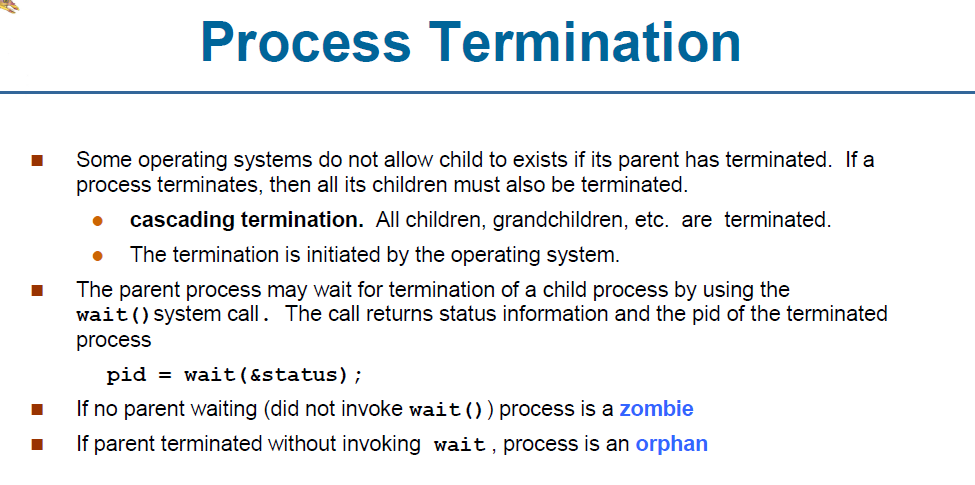 Process Termination
Some operating systems do not allow child to exists if its parent has terminated. If a
process terminates, then all its children must also be terminated.
cascading termination. All children, grandchildren, etc. are terminated.
The termination is initiated by the operating system.
The parent process may wait for termination of a child process by using the
wait()system call. The call returns status information and the pid of the terminated
process
pid = wait(&status);
If no parent waiting (did not invoke wait()) process is a zombie
If parent terminated without invoking wait, process is an orphan